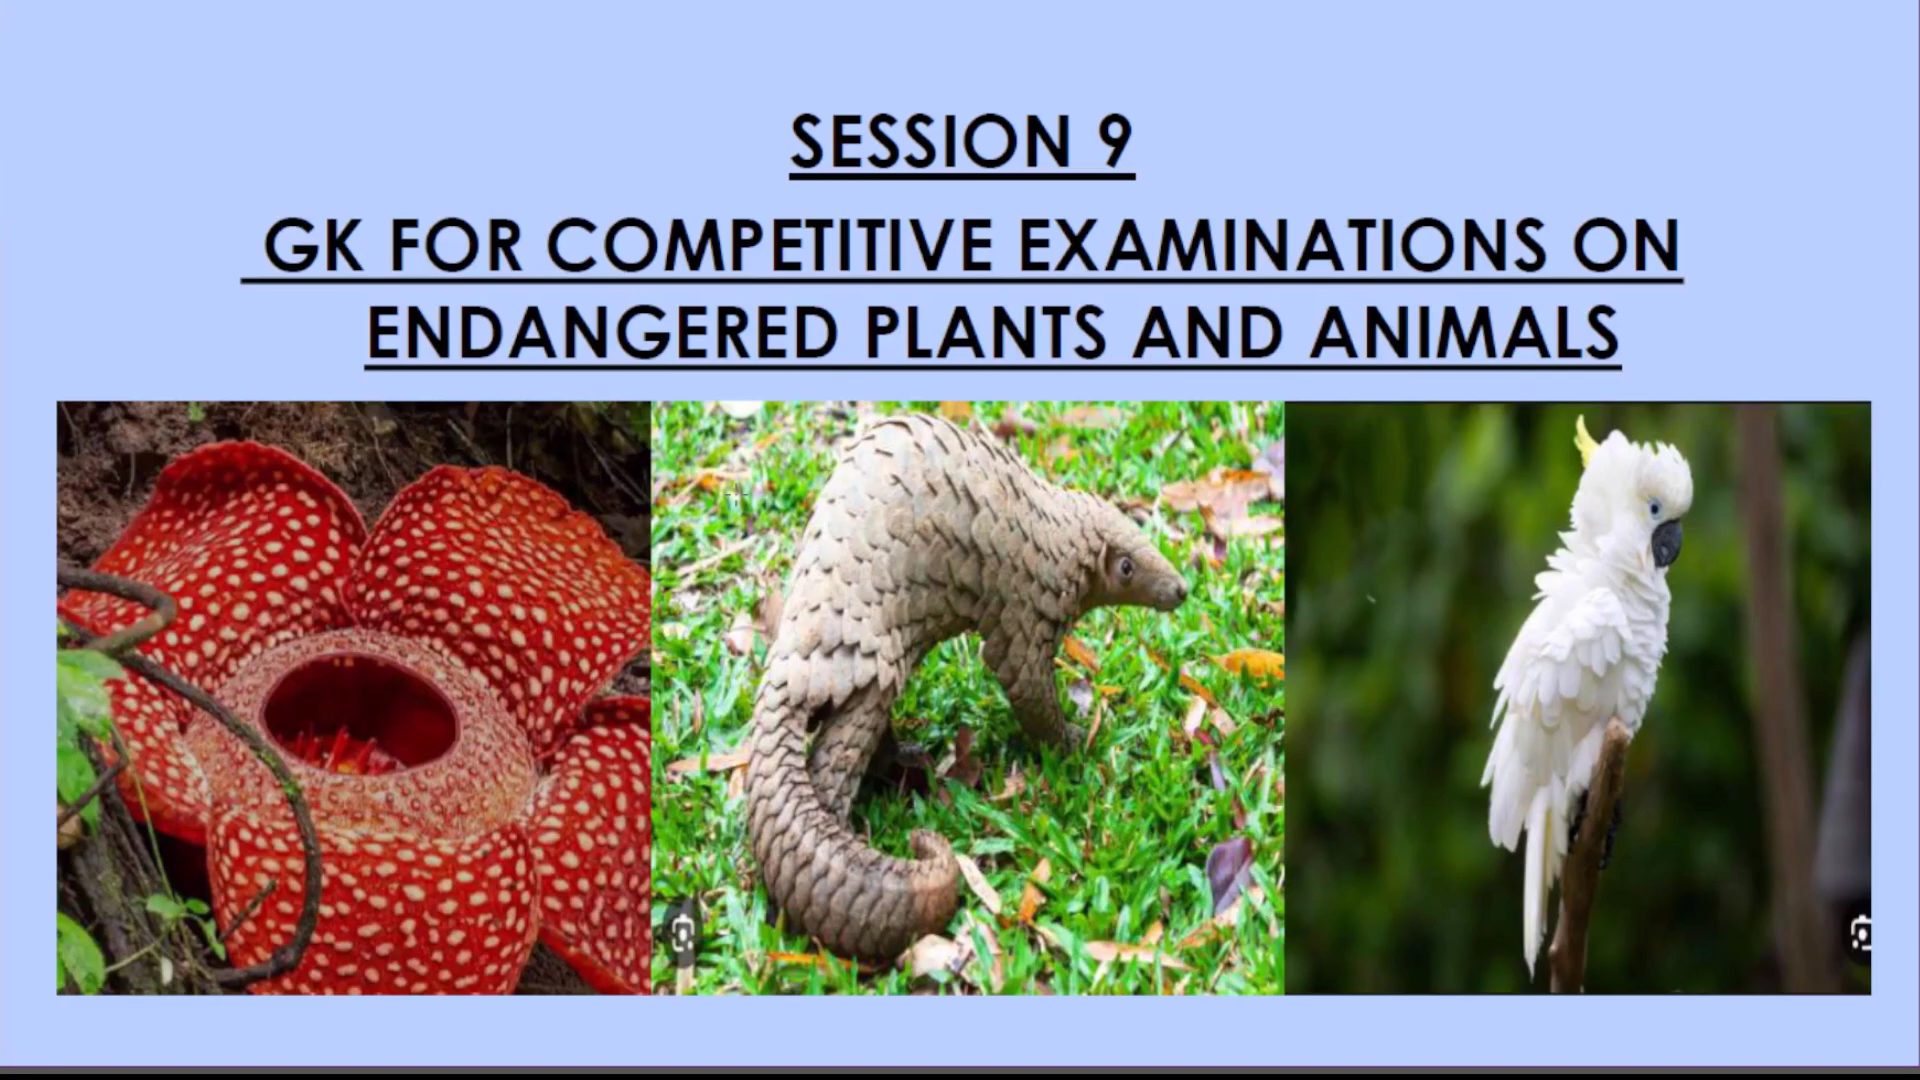 SESSION 9
GK FOR COMPETITIVE EXAMINATIONS ON
ENDANGERED PLANTS AND ANIMALS